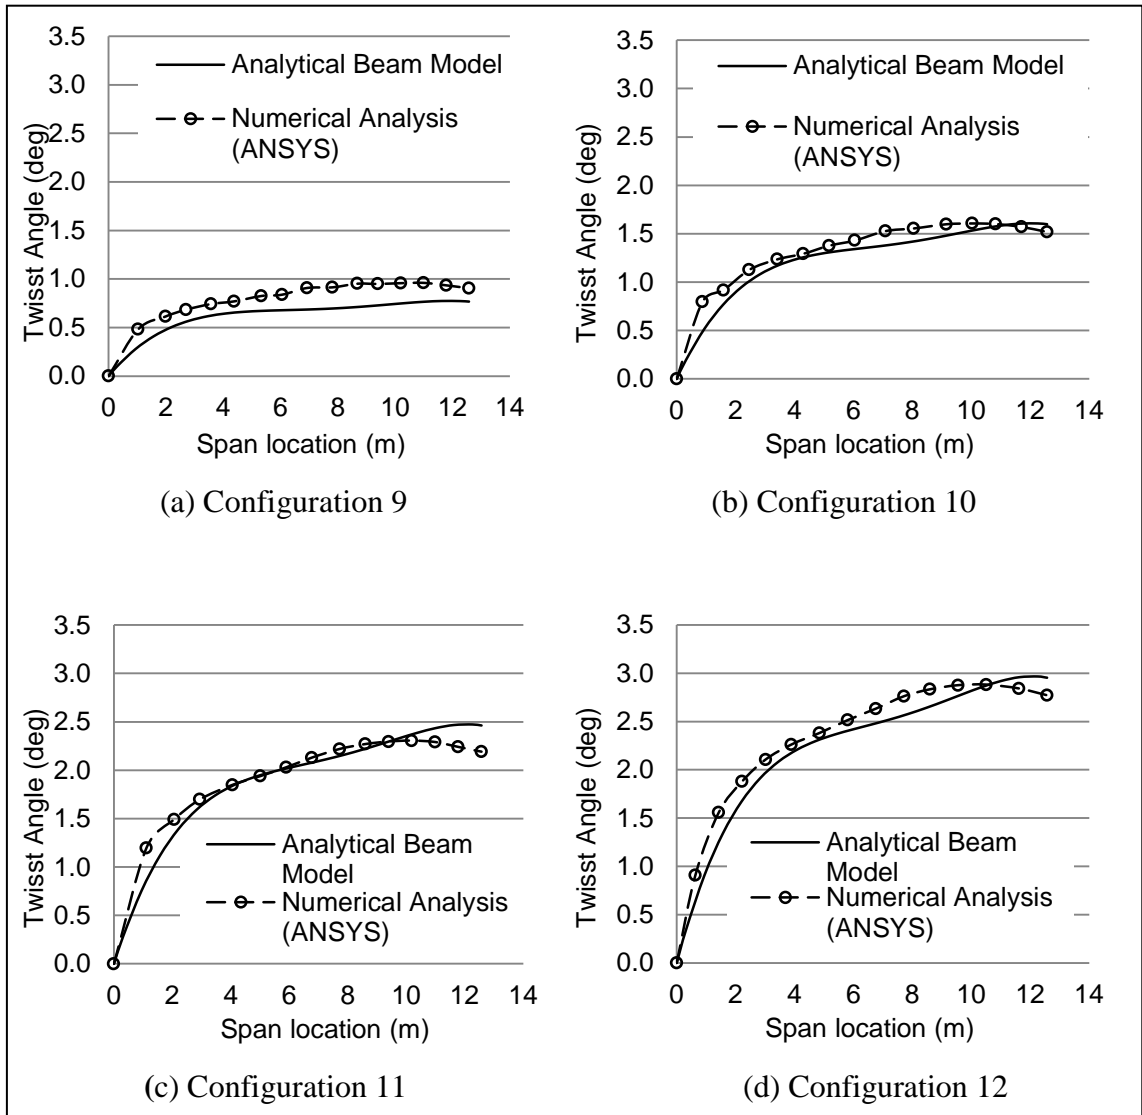 3.5
3.0
2.5
2.0
1.5
1.0
0.5
0.0
Twisst Angle (deg)
Analytical Beam Model
Numerical Analysis
(ANSYS)
0 2 4 6 8 10 12 14
Span location (m)
(a) Configuration 9
3.5
3.0
2.5
2.0
1.5
1.0
0.5
0.0
Twisst Angle (deg)
Analytical Beam Model
Numerical Analysis
(ANSYS)
0 2 4 6 8 10 12 14
Span location (m)
(b) Configuration 10
3.5
3.0
2.5
2.0
1.5
1.0
0.5
0.0
Twisst Angle (deg)
Analytical Beam
Model
Numerical Analysis
(ANSYS)
0 2 4 6 8 10 12 14
Span location (m)
(c) Configuration 11
3.5
3.0
2.5
2.0
1.5
1.0
0.5
0.0
Twisst Angle (deg)
Analytical Beam
Model
Numerical Analysis
(ANSYS)
0 2 4 6 8 10 12 14
Span location (m)
(d) Configuration 12